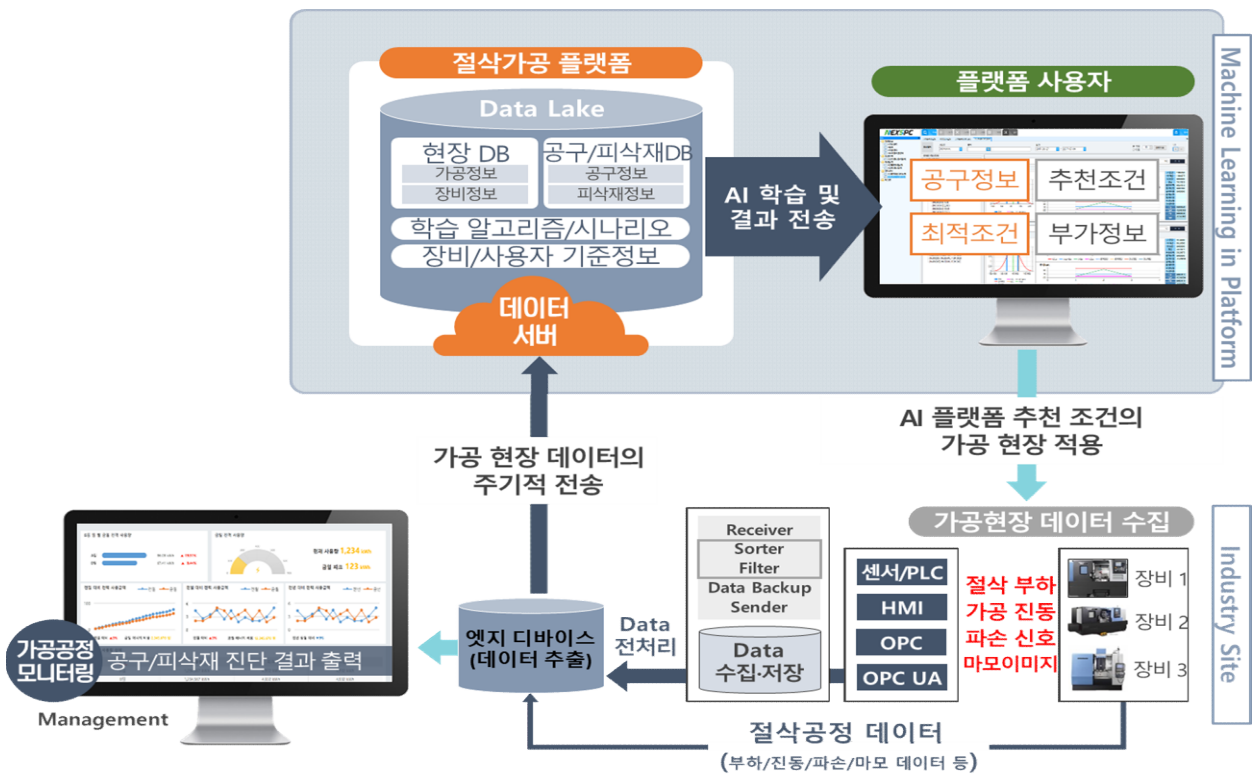 절삭가공 플랫폼
Data Lake
현장 DB
가공정보
장비정보
공구/피삭재DB
공구정보
피삭재정보
학습 알고리즘/시나리오
장비/사용자 기준정보
데이터
서버
AI 학습 및
결과 전송
플랫폼 사용자
NEXSPC
공구정보
추천조건
최적조건
부가정보
Machine Learning in Platform
AI 플랫폼 추천 조건의
가공 현장 적용
가공 현장 데이터의
주기적 전송
가공현장 데이터 수집
Receiver
Sorter
Filter
Data Backup
Sender
Data
수집·저장
센서/PLC
HMI
OPC
OPC UA
절삭 부하
가공 진동
파손 신호
마모이미지
장비 1
장비 2
장비 3
Industry Site
Data
전처리
엣지 디바이스
(데이터 추출)
1,234
123
가공공정
모니터링
공구/피삭재 진단 결과 출력
Management
절삭공정 데이터
(부하/진동/파손/마모 데이터 등)